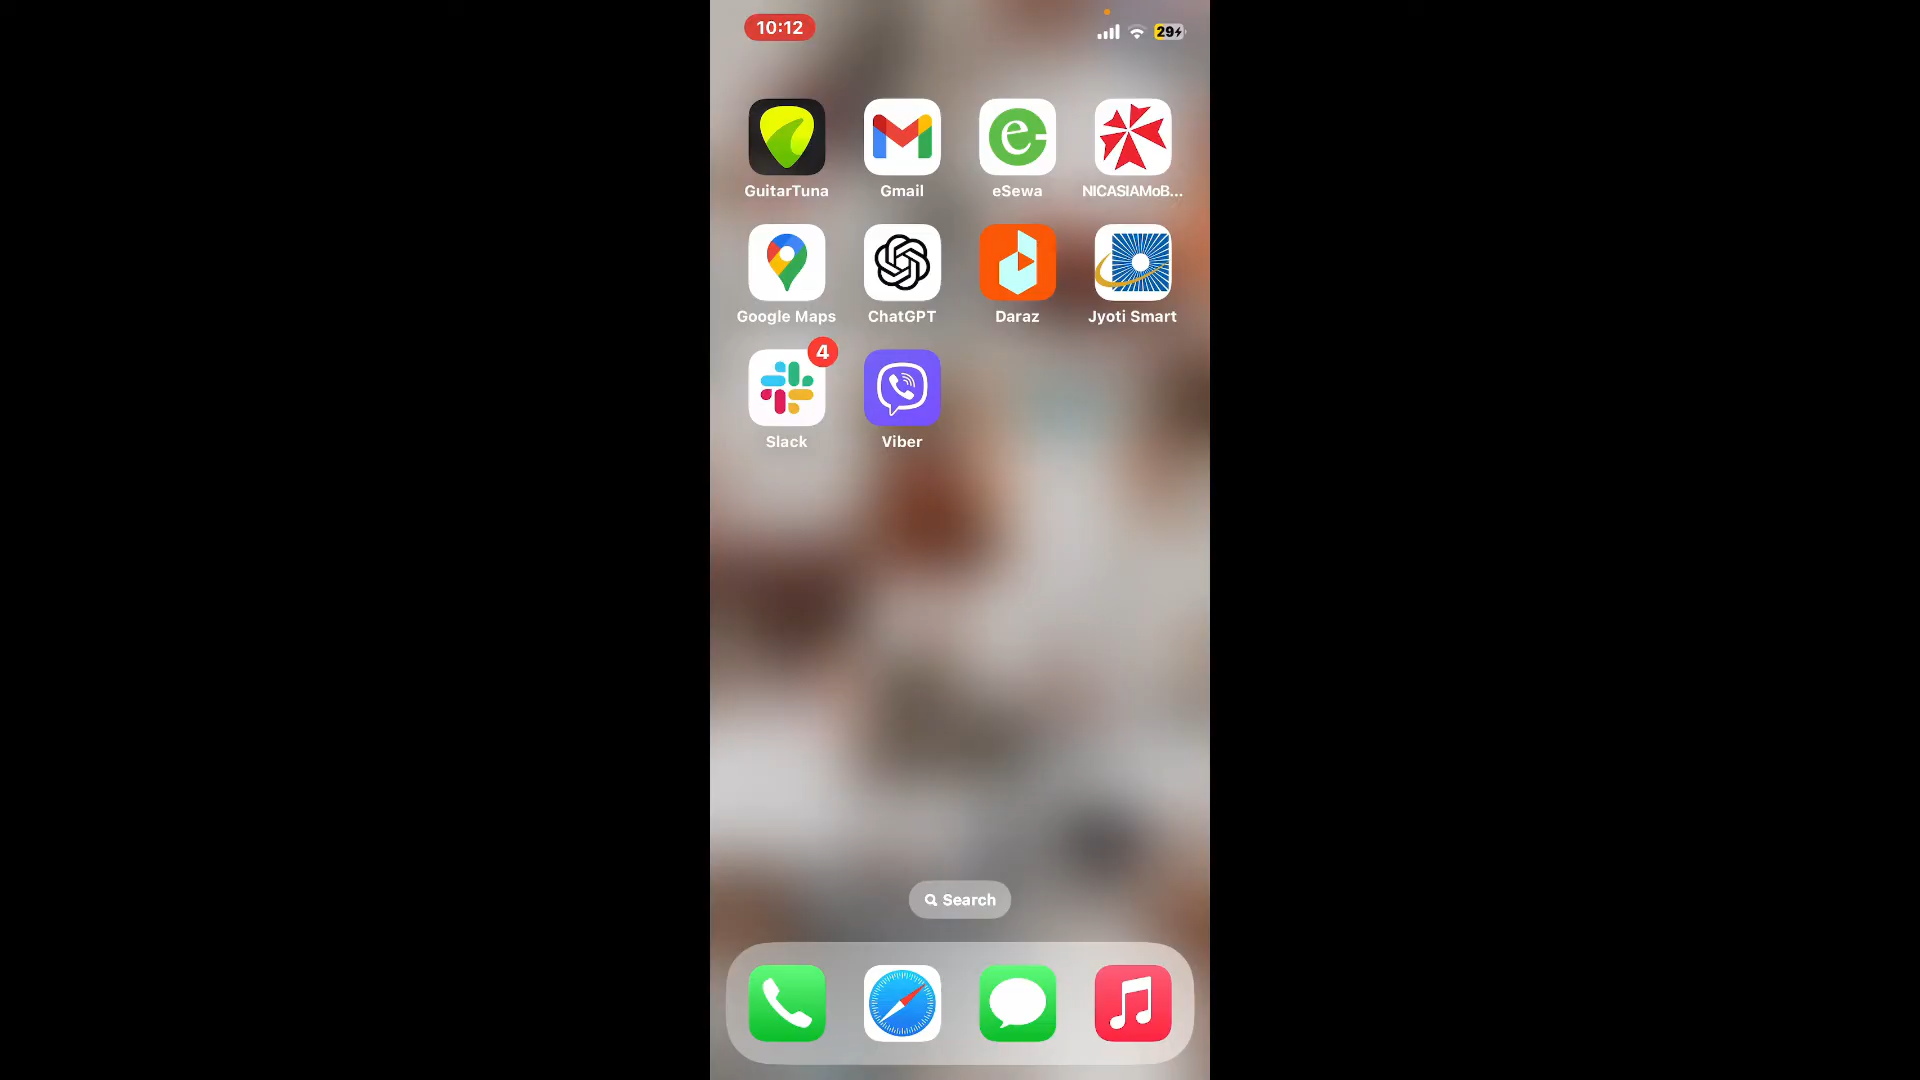 10:12
29
GuitarTuna
Gmail
eSewa
NICASIAMoB...
Google Maps
ChatGPT
Daraz
Jyoti Smart
4
Slack
Viber
Search